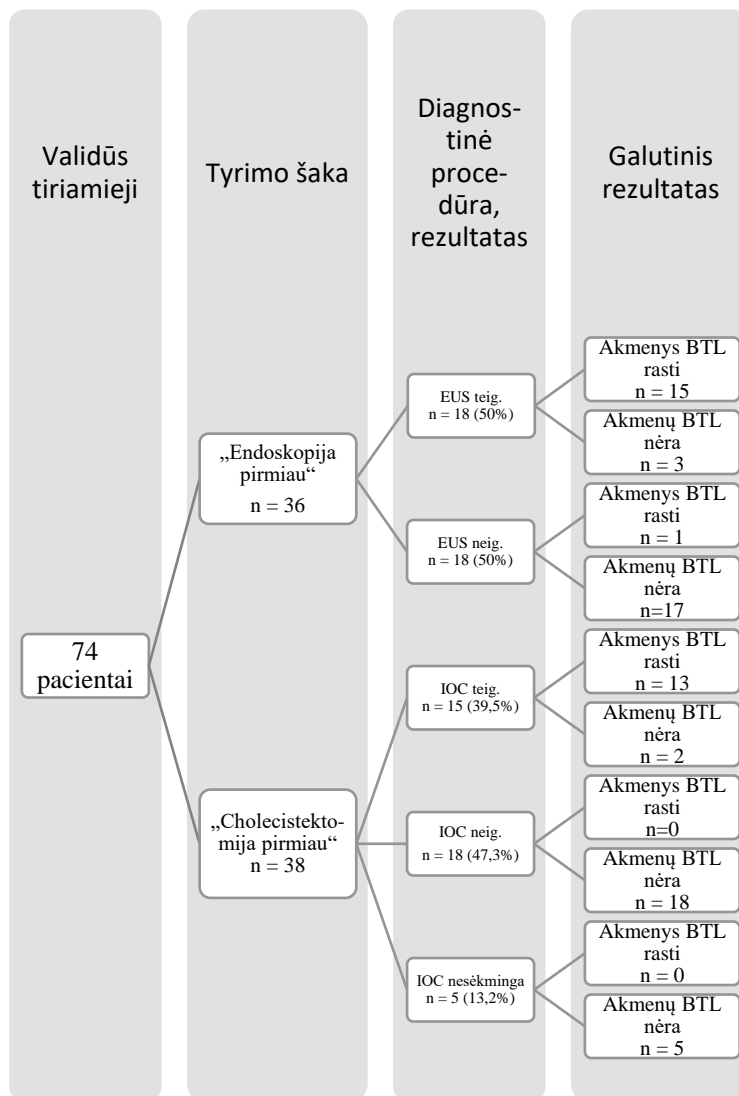 Validūs
tiriamieji
Tyrimo šaka
Diagnos-
tinė
proce-
dūra,
rezultatas
Galutinis
rezultatas
74
pacientai
„Endoskopija
pirmiau“
n = 36
EUS teig.
n = 18 (50%)
Akmenys BTL
rasti
n = 15
Akmenų BTL
nėra
n = 3
EUS neig.
n = 18 (50%)
Akmenys BTL
rasti
n = 1
Akmenų BTL
nėra
n=17
„Cholecistekto-
mija pirmiau“
n = 38
IOC teig.
n = 15 (39,5%)
Akmenys BTL
rasti
n = 13
Akmenų BTL
nėra
n = 2
IOC neig.
n = 18 (47,3%)
Akmenys BTL
rasti
n=0
Akmenų BTL
nėra
n = 18
IOC nesėkminga
n = 5 (13,2%)
Akmenys BTL
rasti
n = 0
Akmenų BTL
nėra
n = 5